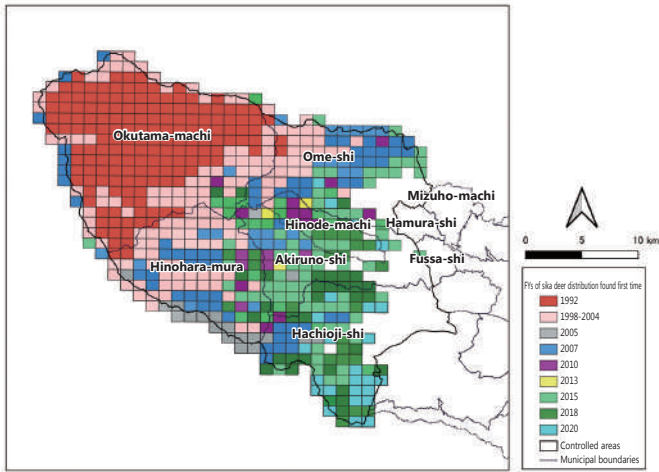 Okutama-machi
Ome-shi
Mizuho-machi
Hinode-machi
Hamura-shi
Akiruno-shi
Fussa-shi
Hinohara-mura
Hachioji-shi
0 5 10 km
FYs of sika deer distribution found first time
1992
1998-2004
2005
2007
2010
2013
2015
2018
2020
Controlled areas
Municipal boundaries